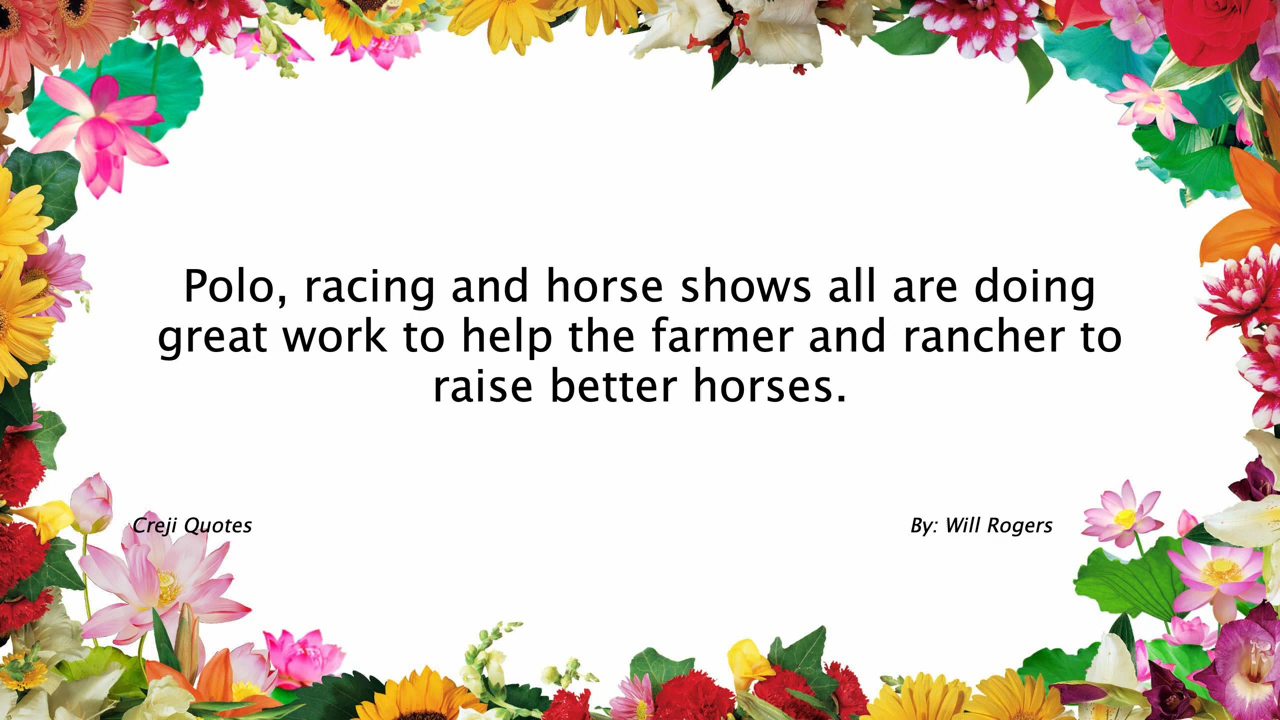 Polo, racing and horse shows all are doing
great work to help the farmer and rancher to
raise better horses.
Creji Quotes
By: Will Rogers